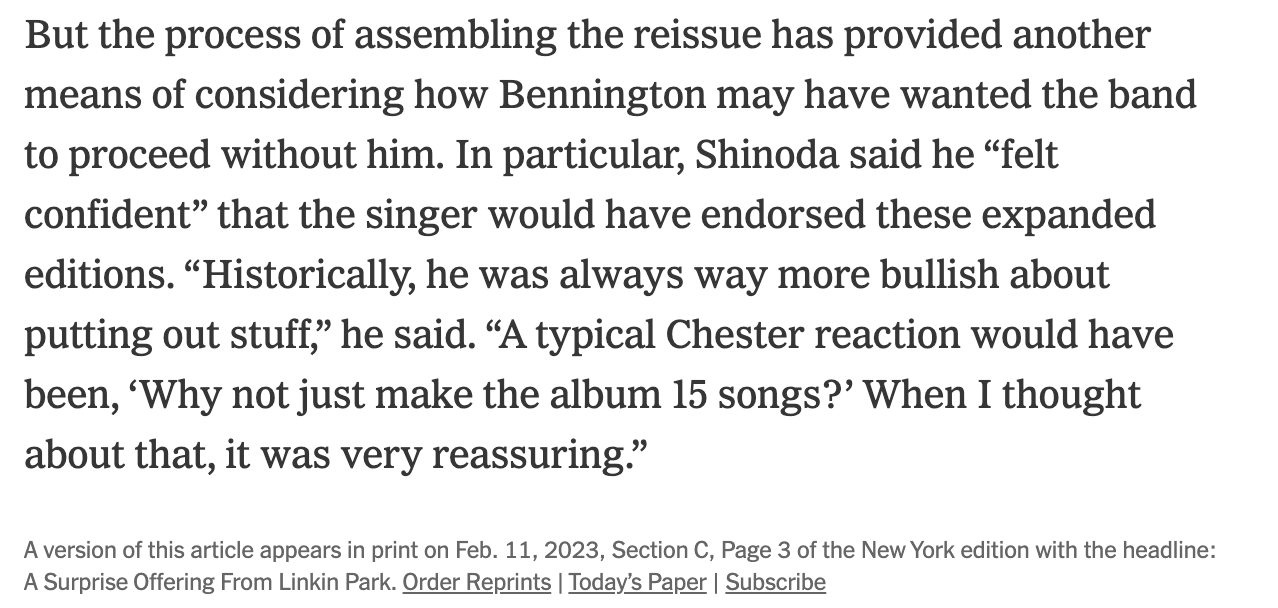 But the process of assembling the reissue has provided another
means of considering how Bennington may have wanted the band
to proceed without him. In particular, Shinoda said he “felt
confident” that the singer would have endorsed these expanded
editions. “Historically, he was always way more bullish about
putting out stuff,” he said. “A typical Chester reaction would have
been, ‘Why not just make the album 15 songs?’ When I thought
about that, it was very reassuring.”
A version of this article appears in print on Feb. 11, 2023, Section C, Page 3 of the New York edition with the headline:
A Surprise Offering From Linkin Park. Order Reprints | Today’s Paper | Subscribe